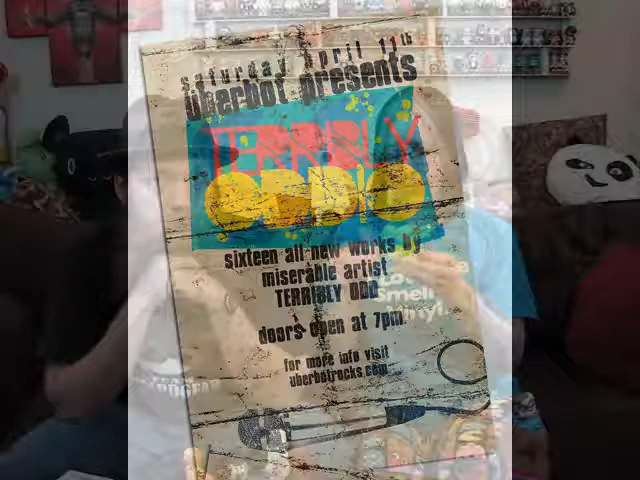 saturday april 11th
uberbot presents
TERRIBLY
ODDIO
sixteen all new works by
miserable artist
TERRIBLY ODD
doors open at 7pm
for more info visit
uberbotrocks.com
smell